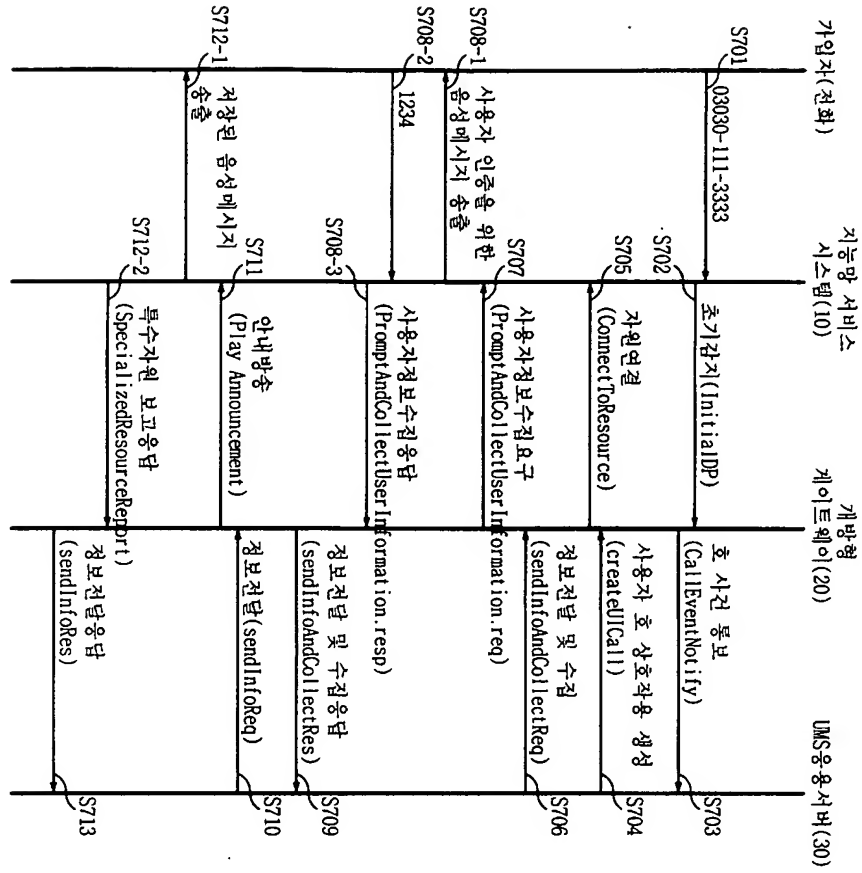 가입자(전화)
지능망 서비스
시스템(10)
개방형
게이트웨이(20)
UMS응용서버(30)
S701
03030-111-3333
S702
초기감지(InitialDP)
호 사건 통보
(CallEventNotify)
S703
사용자 호 상호작용 생성
(createUICall)
S704
S705
자원연결
(ConnectToResource)
정보전달 및 수집
(sendInfoAndCollectReq)
S706
S707
사용자정보수집요구
(PromptAndCollectUserInformation.req)
S708-1
사용자 인증을 위한
음성메시지 송출
S708-2
1234
S708-3
사용자정보수집응답
(PromptAndCollectUserInformation.resp)
정보전달 및 수집응답
(sendInfoAndCollectRes)
S709
정보전달(sendInfoReq)
S710
S711
안내방송
(Play Announcement)
S712-1
저장된 음성메시지
송출
S712-2
특수자원 보고응답
(SpecializedResourceReport)
정보전달응답
(sendInfoRes)
S713